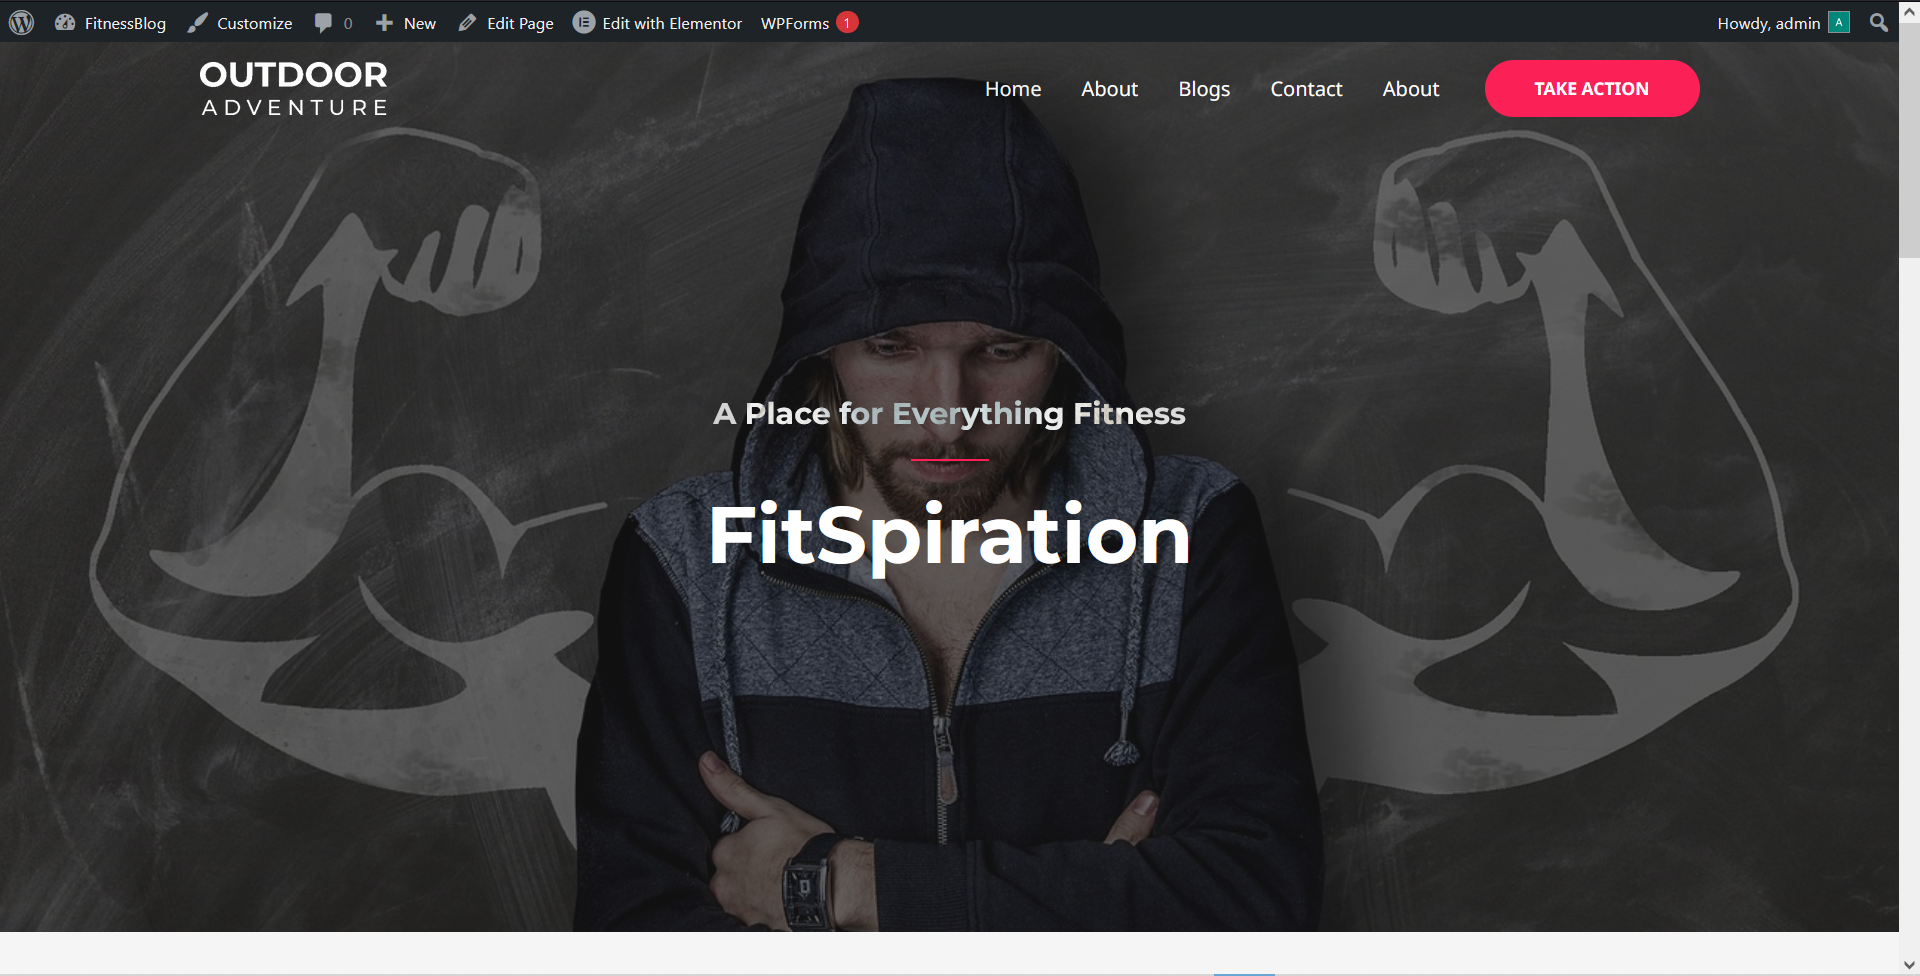 FitnessBlog Customize 0 New Edit Page Edit with Elementor WPForms 1 Howdy, admin A
OUTDOOR
ADVENTURE
Home About Blogs Contact About TAKE ACTION
A Place for Everything Fitness
FitSpiration